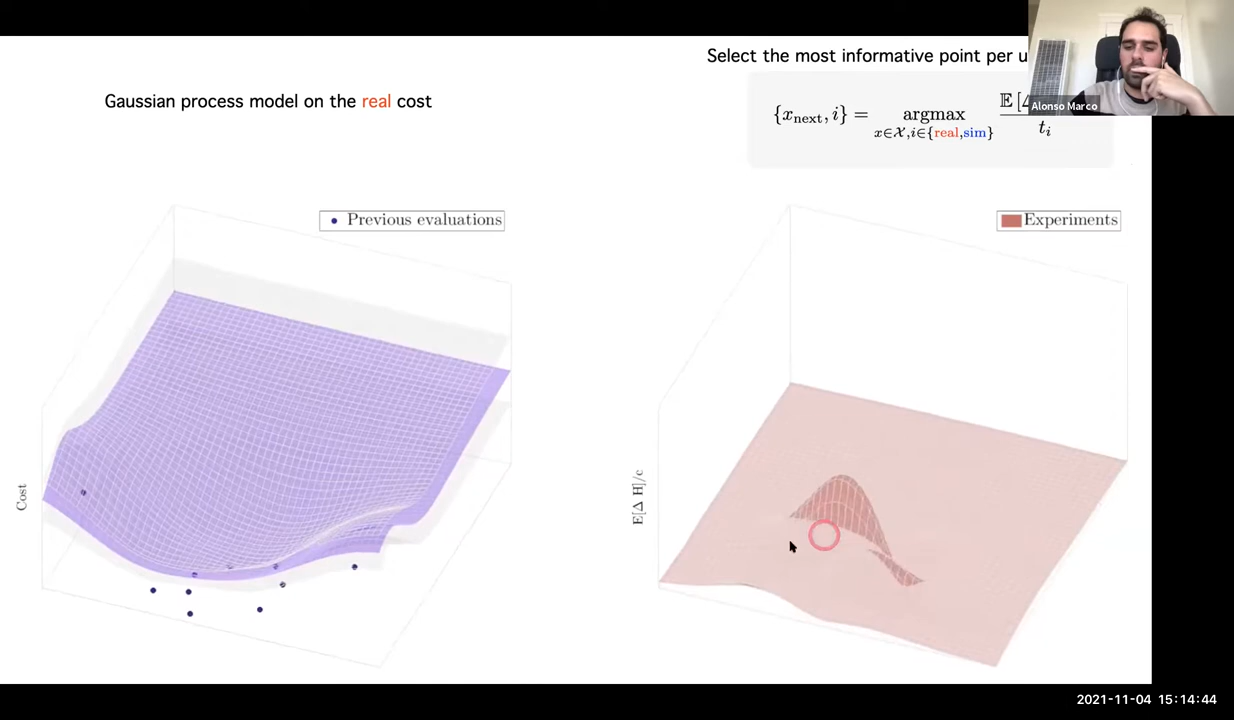 Select the most informative point per u
Gaussian process model on the real cost
{x_next, i} = argmax 𝔼 [Δ
x∈𝒳, i∈{real,sim} t_i
Alonso Marco
Previous evaluations
Experiments
Cost
E[Δ H]/c
2021-11-04 15:14:44